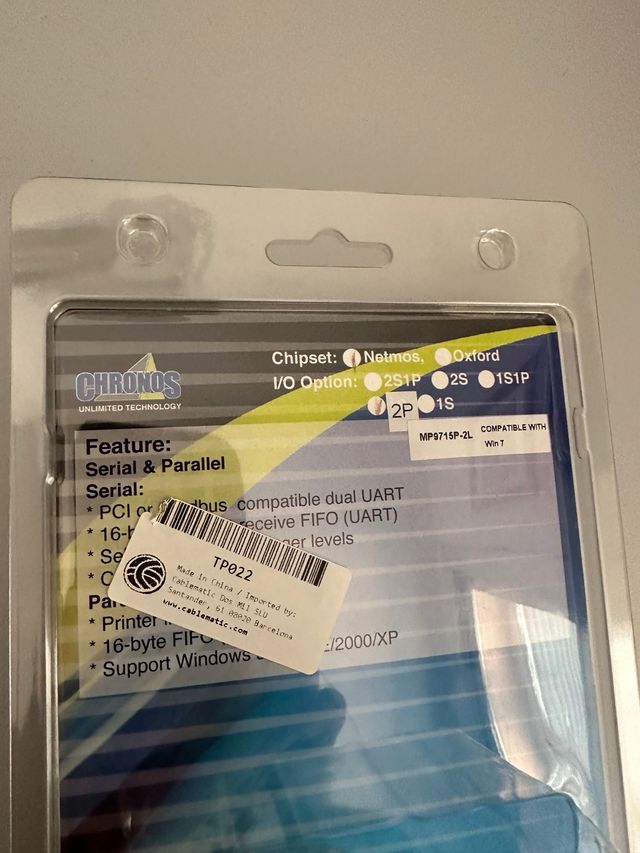 Chipset: Netmos, Oxford
I/O Option: 2S1P 2S 1S1P
2P 1S
CHRONOS
UNLIMITED TECHNOLOGY
MP9715P-2L COMPATIBLE WITH
Win 7
Feature:
Serial & Parallel
Serial:
* PCI or bus compatible dual UART
* 16- receive FIFO (UART)
* Se er levels
*
Par
* Printer
* 16-byte FIFO
* Support Windows E/2000/XP
TP022
Made in China / Imported by:
Cablematic Dos Mil SLU
Santander, 61 08020 Barcelona
www.cablematic.com